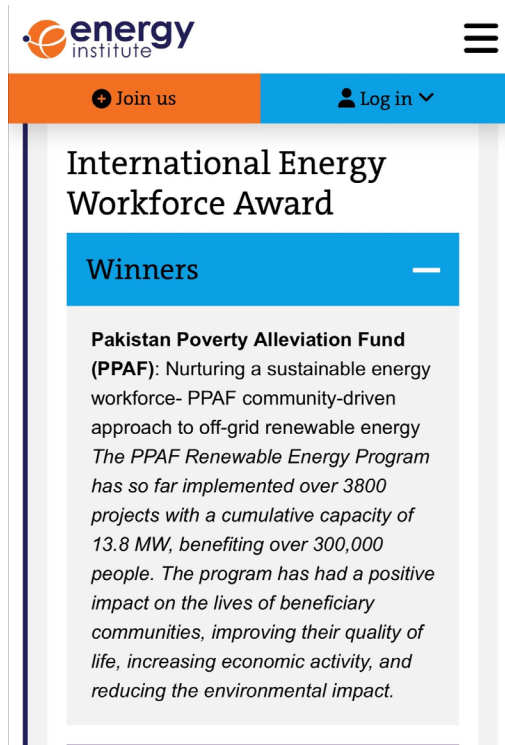 energy
institute
Join us
Log in
International Energy
Workforce Award
Winners
Pakistan Poverty Alleviation Fund
(PPAF): Nurturing a sustainable energy
workforce- PPAF community-driven
approach to off-grid renewable energy
The PPAF Renewable Energy Program
has so far implemented over 3800
projects with a cumulative capacity of
13.8 MW, benefiting over 300,000
people. The program has had a positive
impact on the lives of beneficiary
communities, improving their quality of
life, increasing economic activity, and
reducing the environmental impact.